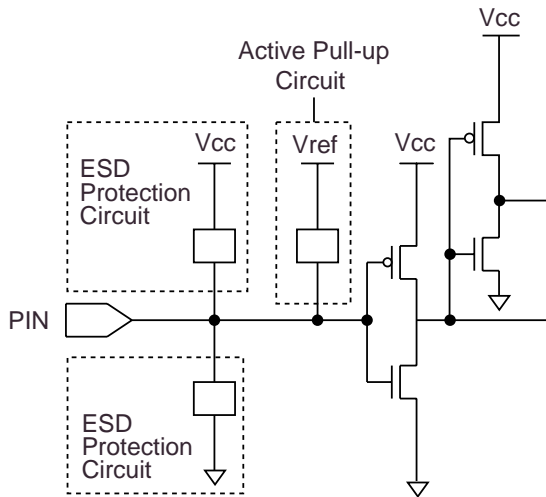 Vcc
Active Pull-up
Circuit
Vcc
Vref
Vcc
ESD
Protection
Circuit
PIN
ESD
Protection
Circuit